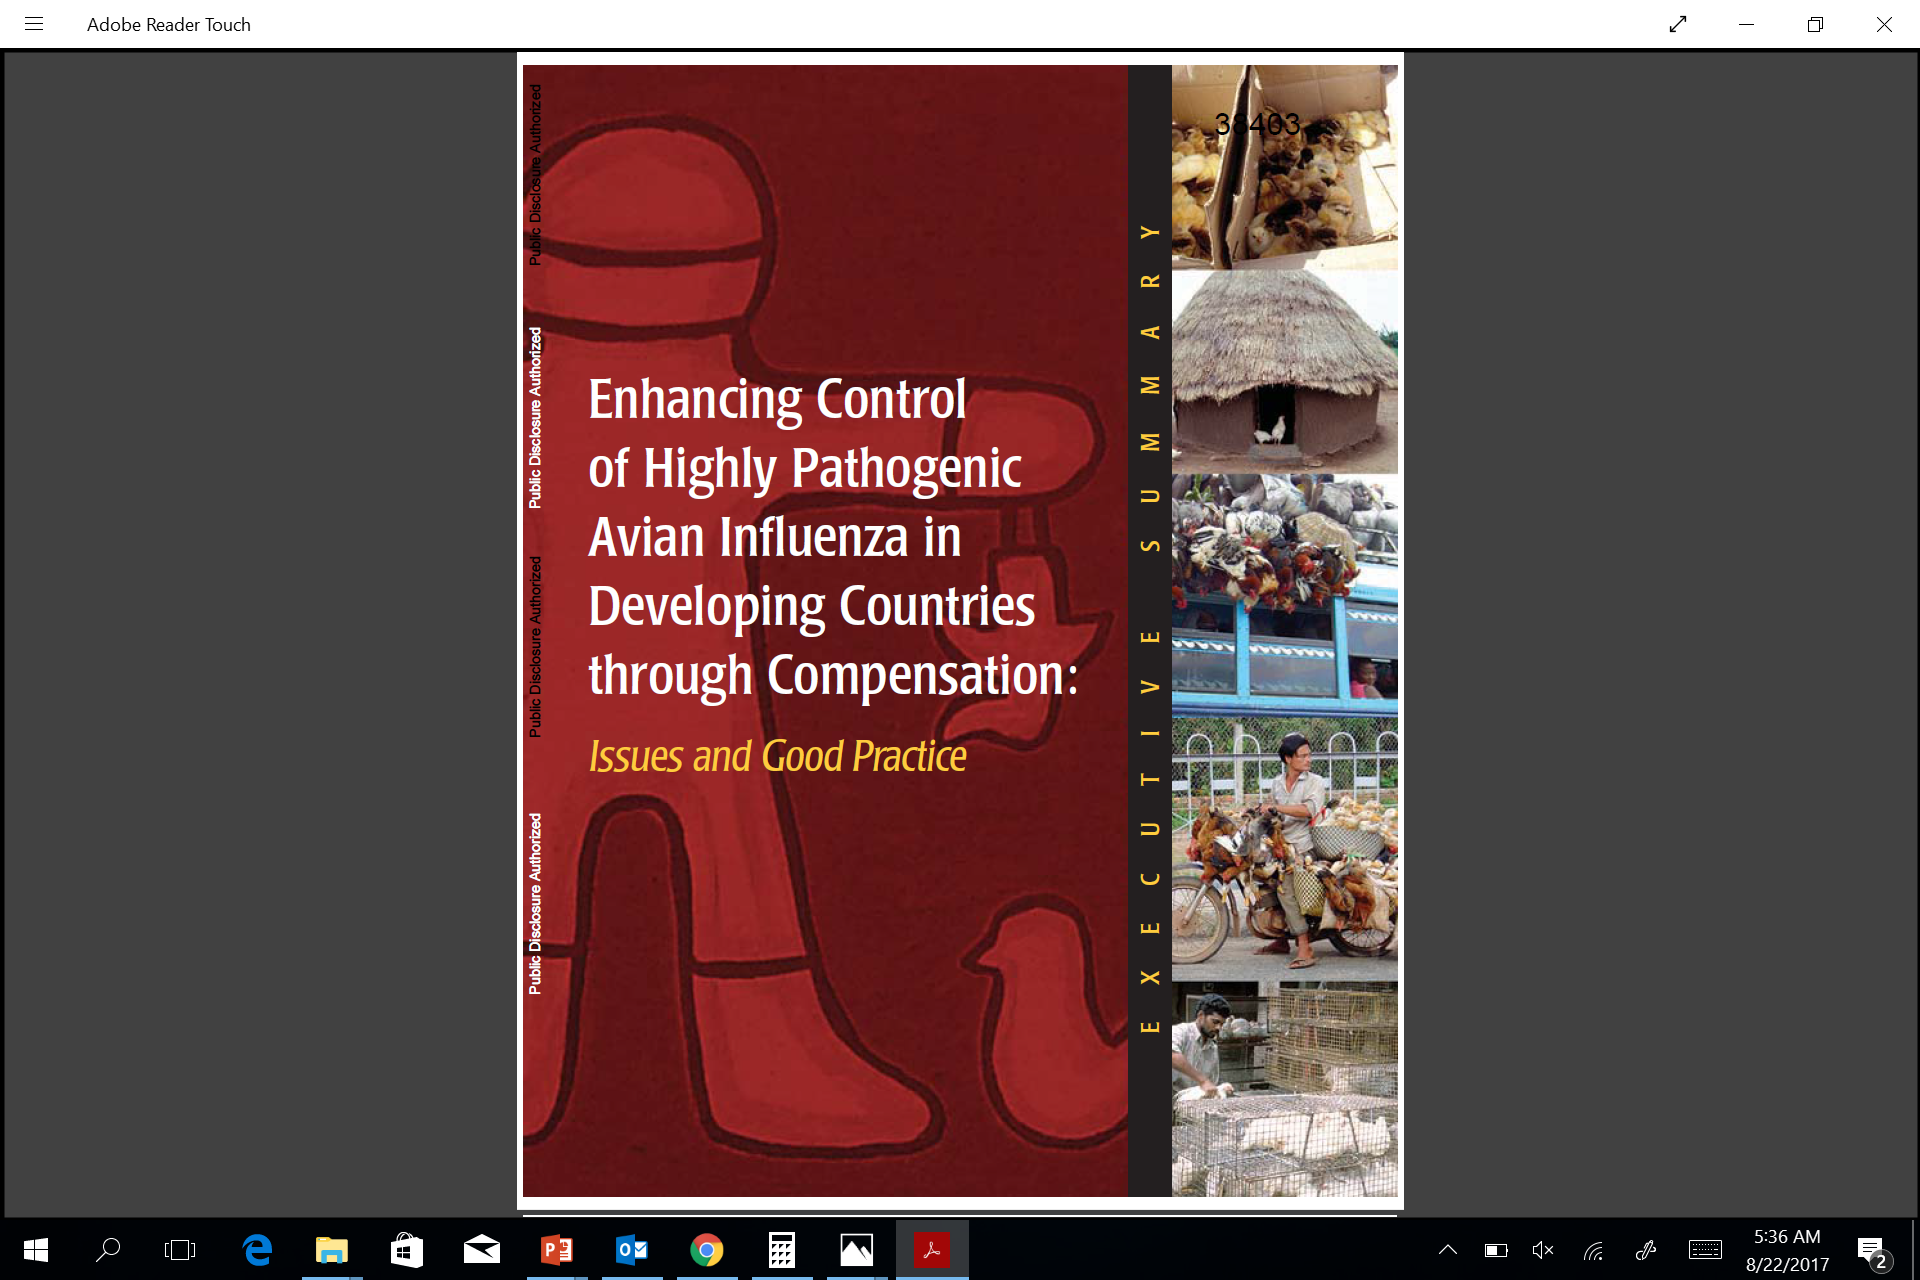 Adobe Reader Touch
38403
Public Disclosure Authorized
Public Disclosure Authorized
Public Disclosure Authorized
Public Disclosure Authorized
Enhancing Control
of Highly Pathogenic
Avian Influenza in
Developing Countries
through Compensation:
Issues and Good Practice
EXECUTIVE SUMMARY
5:36 AM
8/22/2017
2